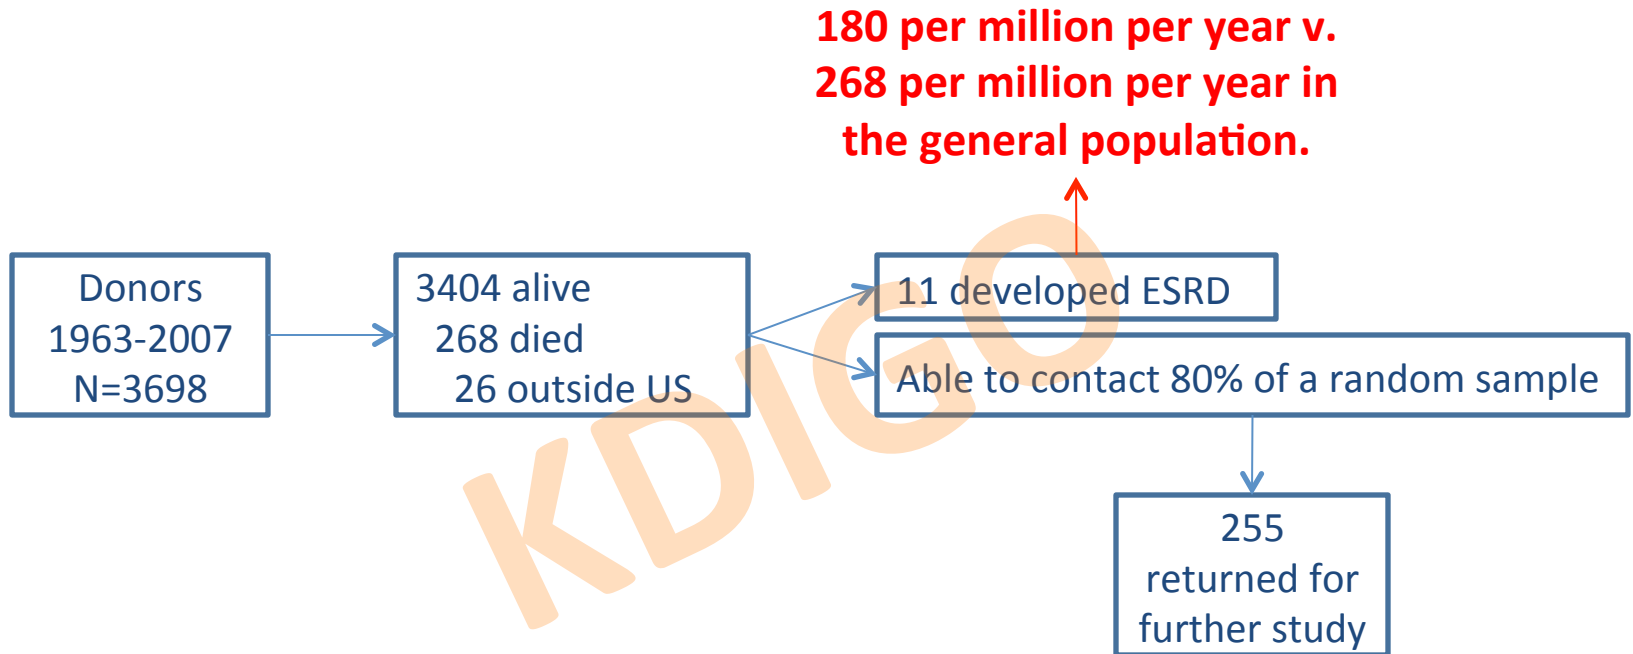 180 per million per year v.
268 per million per year in
the general population.
Donors
1963-2007
N=3698
3404 alive
268 died
26 outside US
11 developed ESRD
Able to contact 80% of a random sample
255
returned for
further study
KDIGO